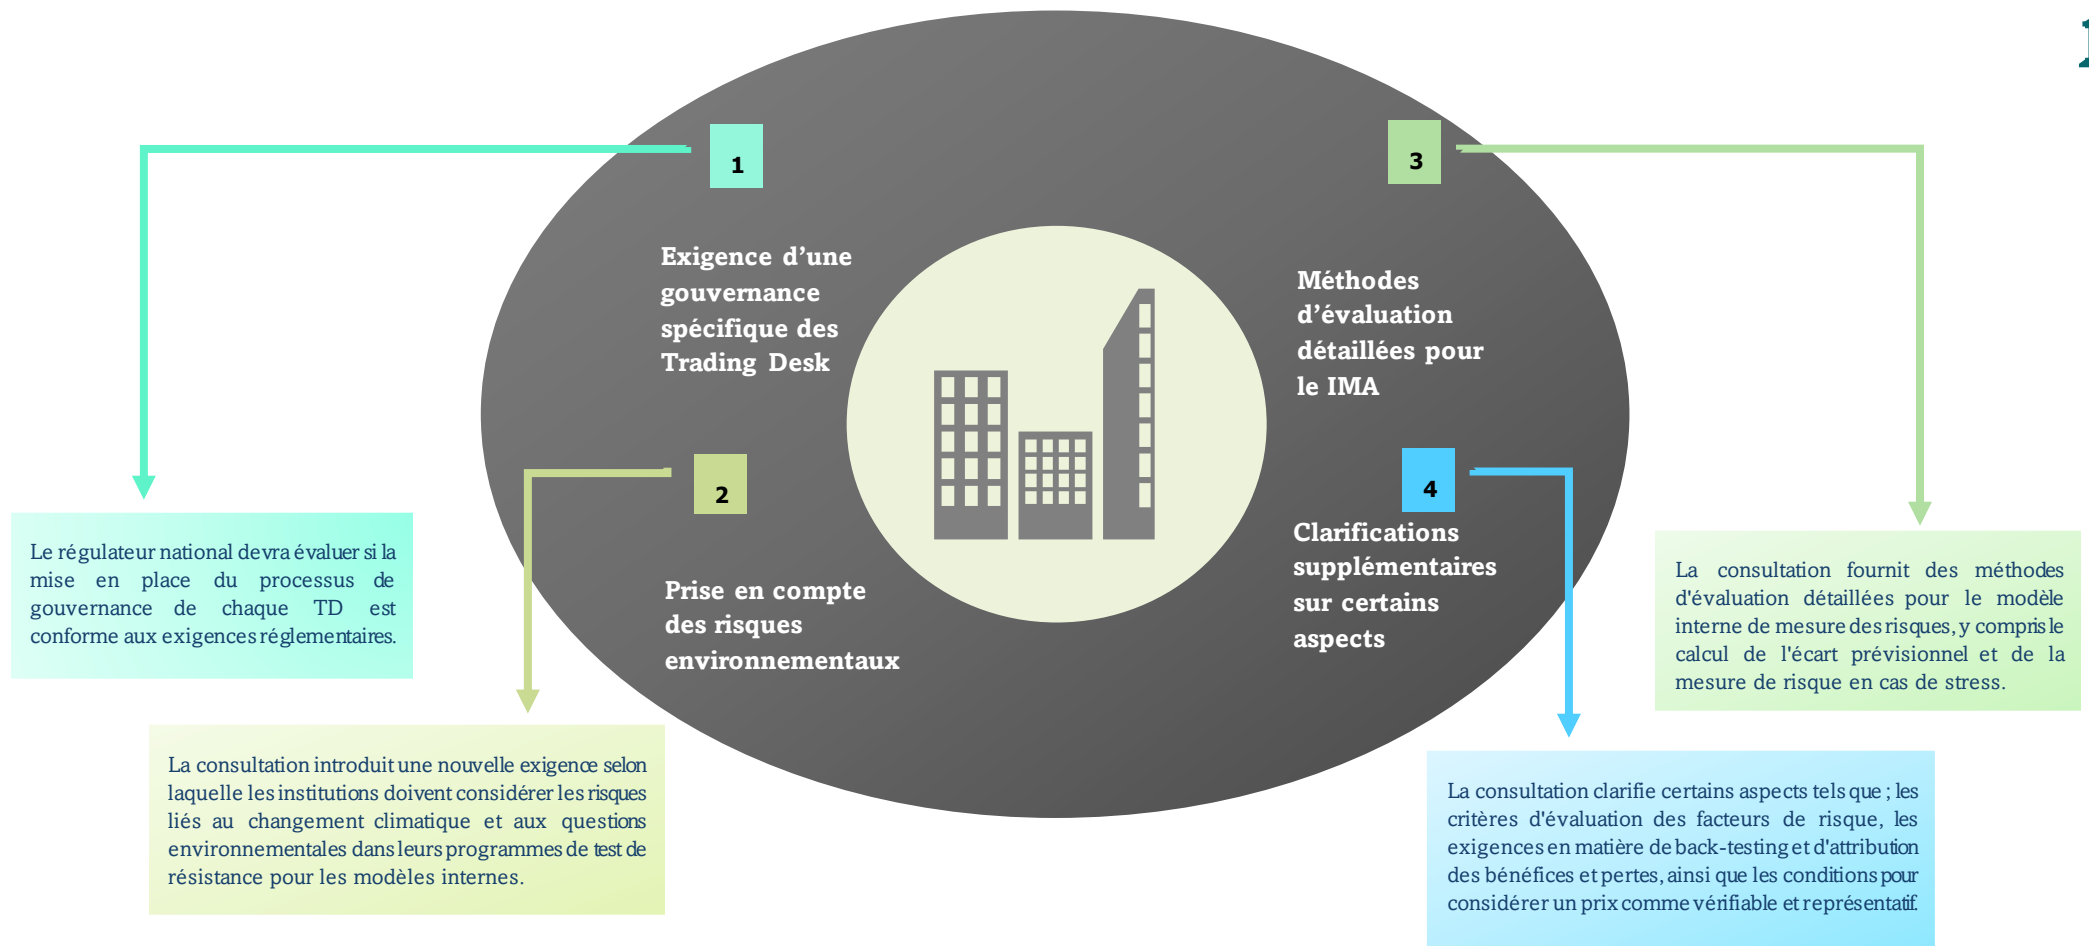 1
Exigence d’une
gouvernance
spécifique des
Trading Desk
Le régulateur national devra évaluer si la
mise en place du processus de
gouvernance de chaque TD est
conforme aux exigences réglementaires.
2
Prise en compte
des risques
environnementaux
La consultation introduit une nouvelle exigence selon
laquelle les institutions doivent considérer les risques
liés au changement climatique et aux questions
environnementales dans leurs programmes de test de
résistance pour les modèles internes.
3
Méthodes
d’évaluation
détaillées pour
le IMA
La consultation fournit des méthodes
d'évaluation détaillées pour le modèle
interne de mesure des risques, y compris le
calcul de l'écart prévisionnel et de la
mesure de risque en cas de stress.
4
Clarifications
supplémentaires
sur certains
aspects
La consultation clarifie certains aspects tels que ; les
critères d'évaluation des facteurs de risque, les
exigences en matière de back-testing et d'attribution
des bénéfices et pertes, ainsi que les conditions pour
considérer un prix comme vérifiable et représentatif.